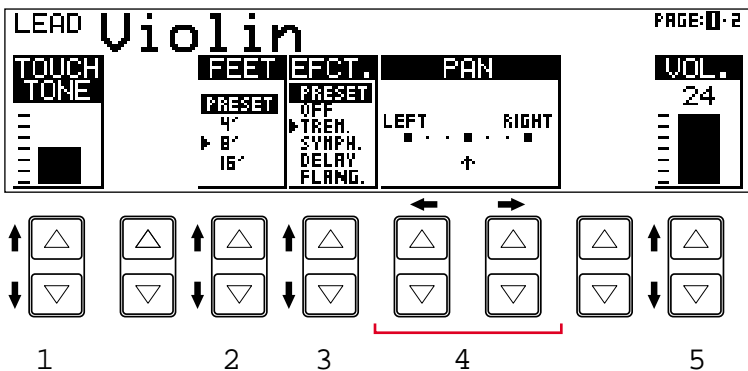 LEAD Violin PAGE:1·2
TOUCH TONE
FEET
PRESET
4'
8'
16'
EFCT.
PRESET
OFF
TREM.
SYMPH.
DELAY
FLANG.
PAN
LEFT RIGHT
VOL.
24
1 2 3 4 5